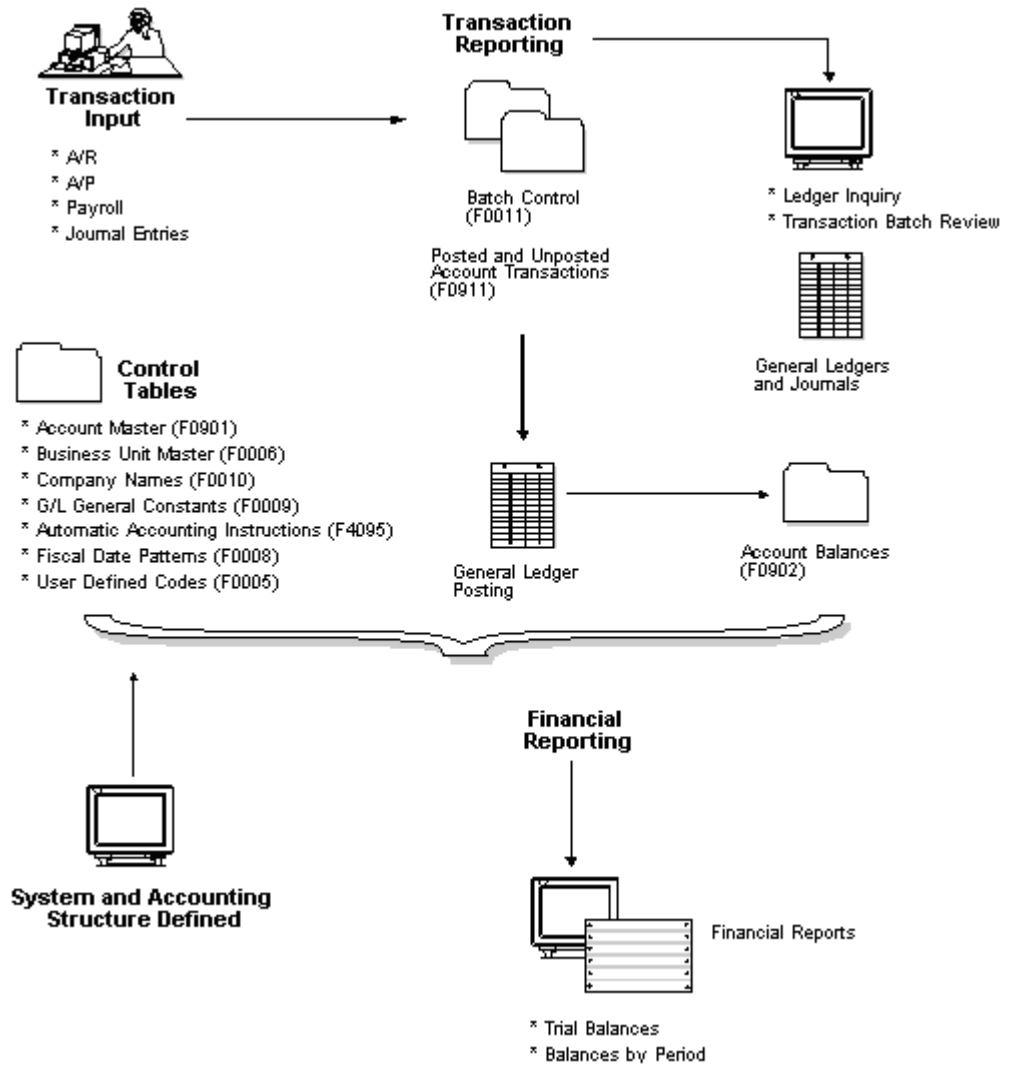 Transaction
Input
* A/R
* A/P
* Payroll
* Journal Entries
Transaction
Reporting
Batch Control
(F0011)
Posted and Unposted
Account Transactions
(F0911)
* Ledger Inquiry
* Transaction Batch Review
General Ledgers
and Journals
Control
Tables
* Account Master (F0901)
* Business Unit Master (F0006)
* Company Names (F0010)
* G/L General Constants (F0009)
* Automatic Accounting Instructions (F4095)
* Fiscal Date Patterns (F0008)
* User Defined Codes (F0005)
General Ledger
Posting
Account Balances
(F0902)
System and Accounting
Structure Defined
Financial
Reporting
Financial Reports
* Trial Balances
* Balances by Period